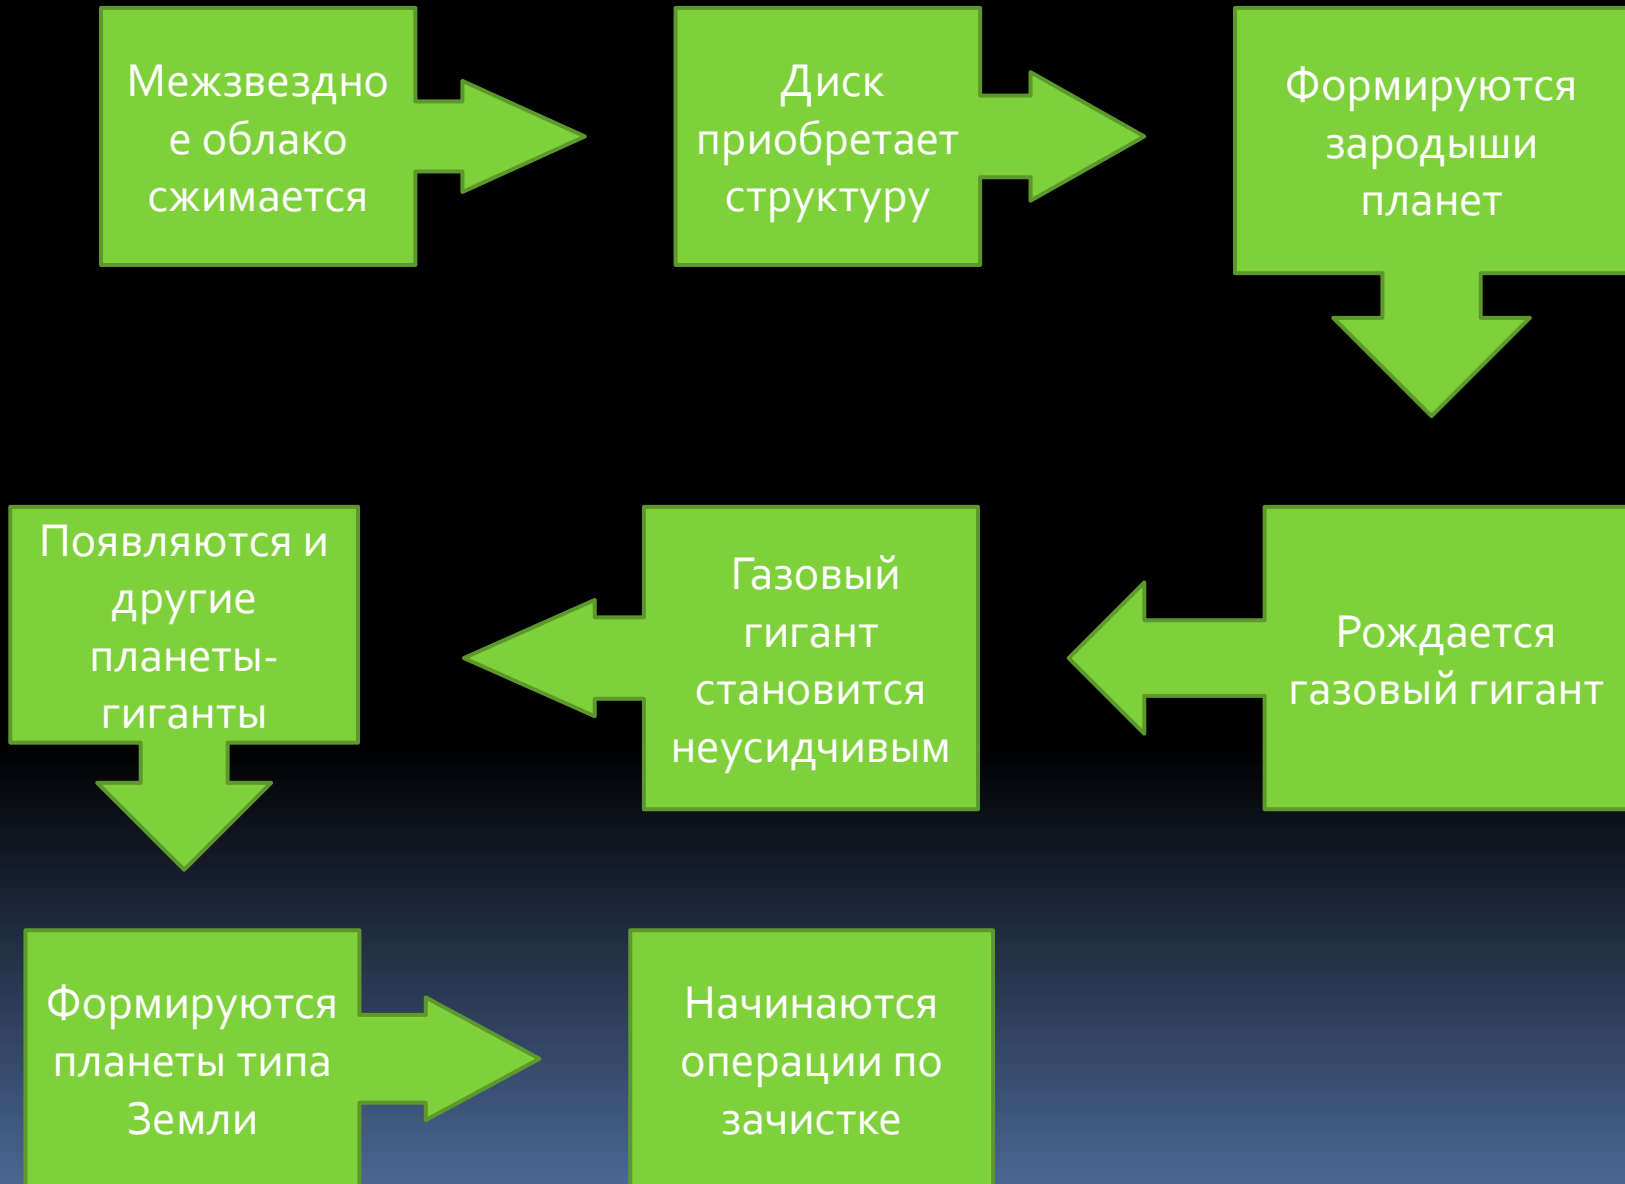 Межзвездно
е облако
сжимается
Диск
приобретает
структуру
Формируются
зародыши
планет
Рождается
газовый гигант
Газовый
гигант
становится
неусидчивым
Появляются и
другие
планеты-
гиганты
Формируются
планеты типа
Земли
Начинаются
операции по
зачистке